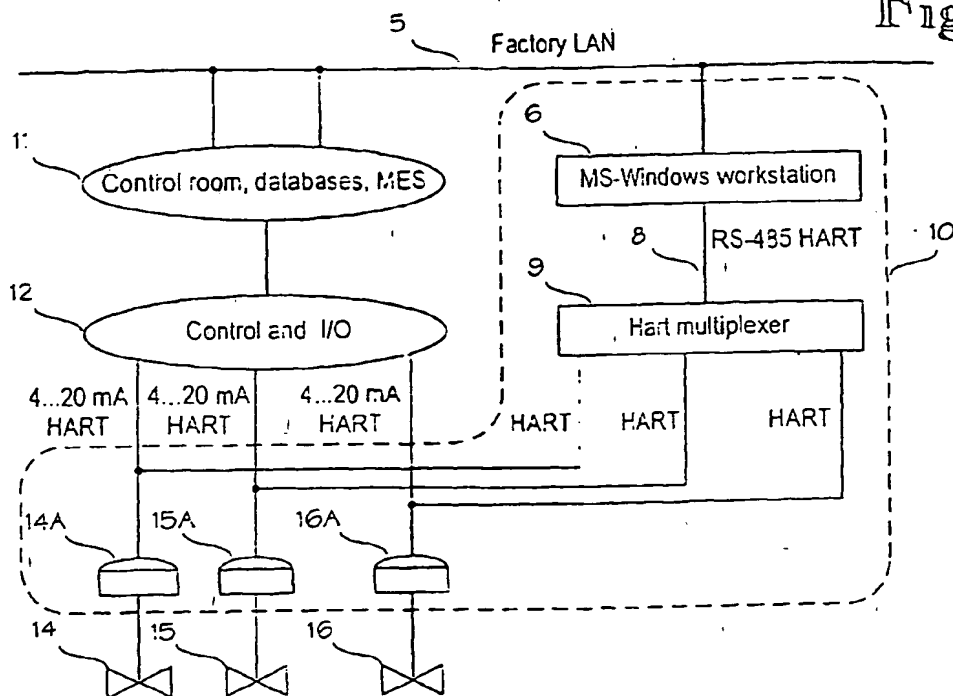 Fig
5
Factory LAN
11
6
Control room, databases, MES
MS-Windows workstation
8
RS-485 HART
10
12
9
Control and I/O
Hart multiplexer
4...20 mA 4...20 mA 4...20 mA
HART HART HART
HART HART HART
14A 15A 16A
14 15 16